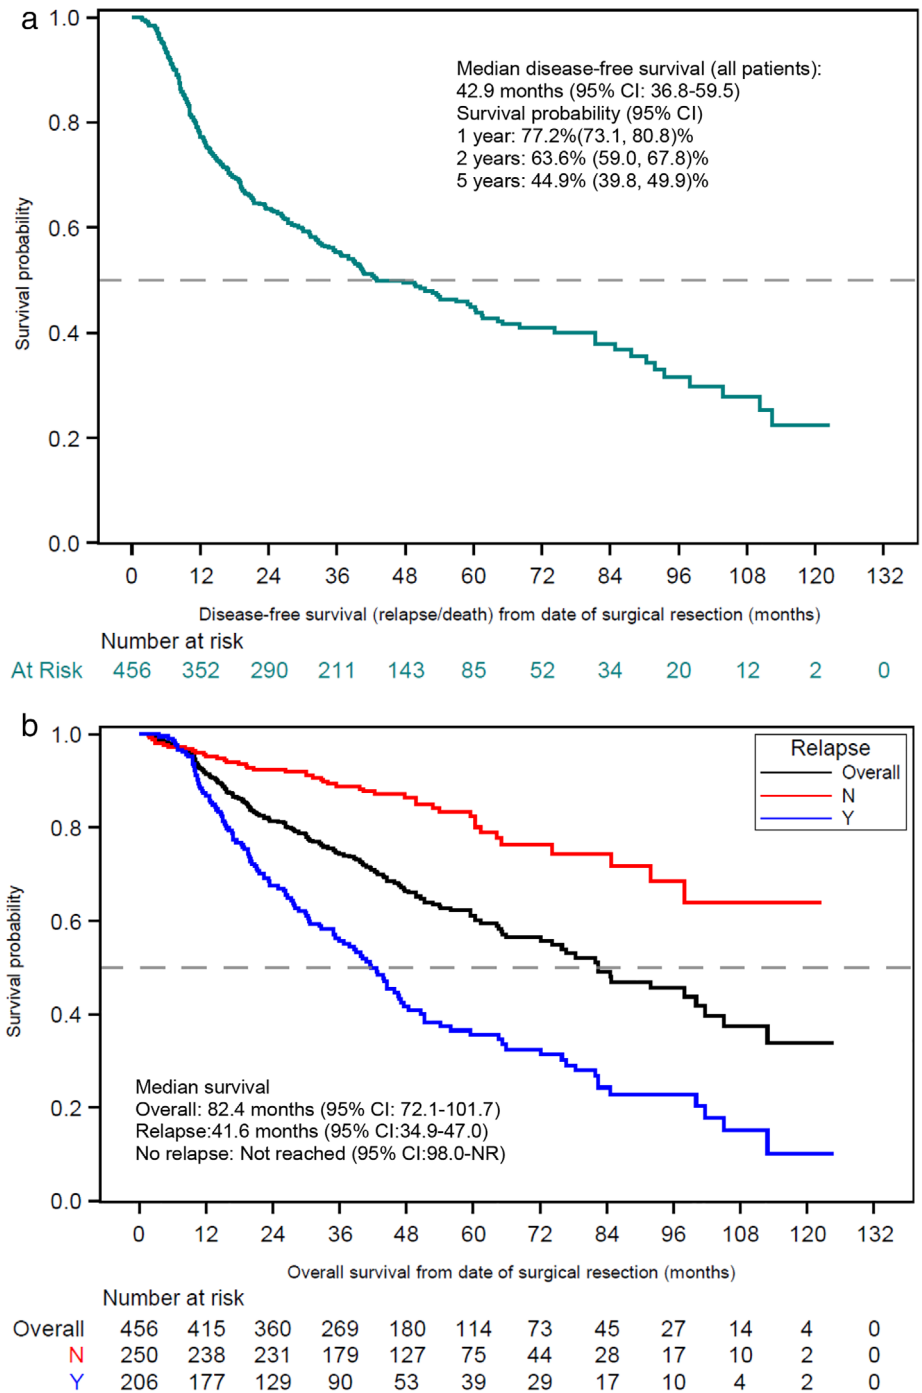 a
1.0
0.8
0.6
0.4
0.2
0.0
Survival probability
Median disease-free survival (all patients):
42.9 months (95% CI: 36.8-59.5)
Survival probability (95% CI)
1 year: 77.2%(73.1, 80.8)%
2 years: 63.6% (59.0, 67.8)%
5 years: 44.9% (39.8, 49.9)%
0 12 24 36 48 60 72 84 96 108 120 132
Disease-free survival (relapse/death) from date of surgical resection (months)
Number at risk
At Risk 456 352 290 211 143 85 52 34 20 12 2 0
b
1.0
0.8
0.6
0.4
0.2
0.0
Survival probability
Relapse
Overall
N
Y
Median survival
Overall: 82.4 months (95% CI: 72.1-101.7)
Relapse:41.6 months (95% CI:34.9-47.0)
No relapse: Not reached (95% CI:98.0-NR)
0 12 24 36 48 60 72 84 96 108 120 132
Overall survival from date of surgical resection (months)
Number at risk
Overall 456 415 360 269 180 114 73 45 27 14 4 0
N 250 238 231 179 127 75 44 28 17 10 2 0
Y 206 177 129 90 53 39 29 17 10 4 2 0